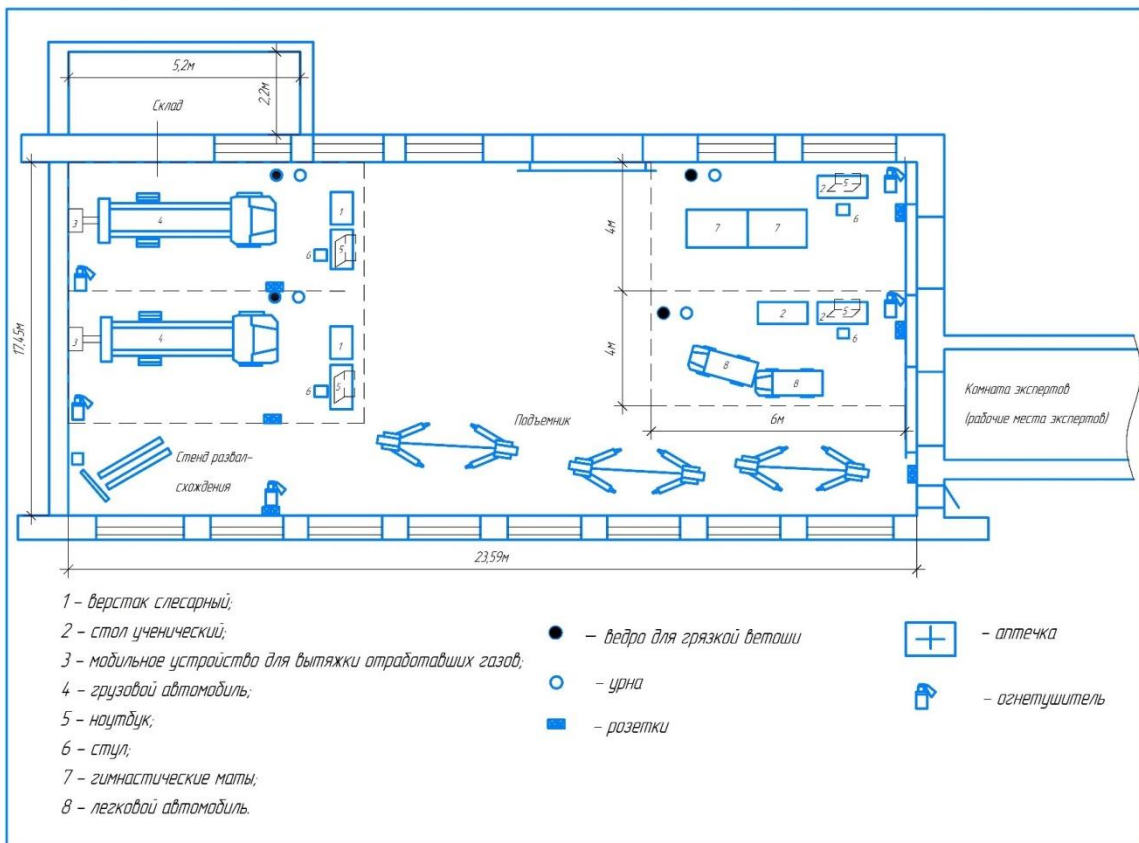 5,2м
2,2м
Склад
3
4
1
5
6
7
7
2
5
6
4м
17,45м
3
4
1
5
6
8
8
2
2
5
6
4м
6м
Подъемник
Стенд развал-
схождения
Комната экспертов
(рабочие места экспертов)
23,59м
1 – верстак слесарный;
2 – стол ученический;
3 – мобильное устройство для вытяжки отработавших газов;
4 – грузовой автомобиль;
5 – ноутбук;
6 – стул;
7 – гимнастические маты;
8 – легковой автомобиль.
– ведро для грязкой ветоши
– урна
– розетки
– аптечка
– огнетушитель